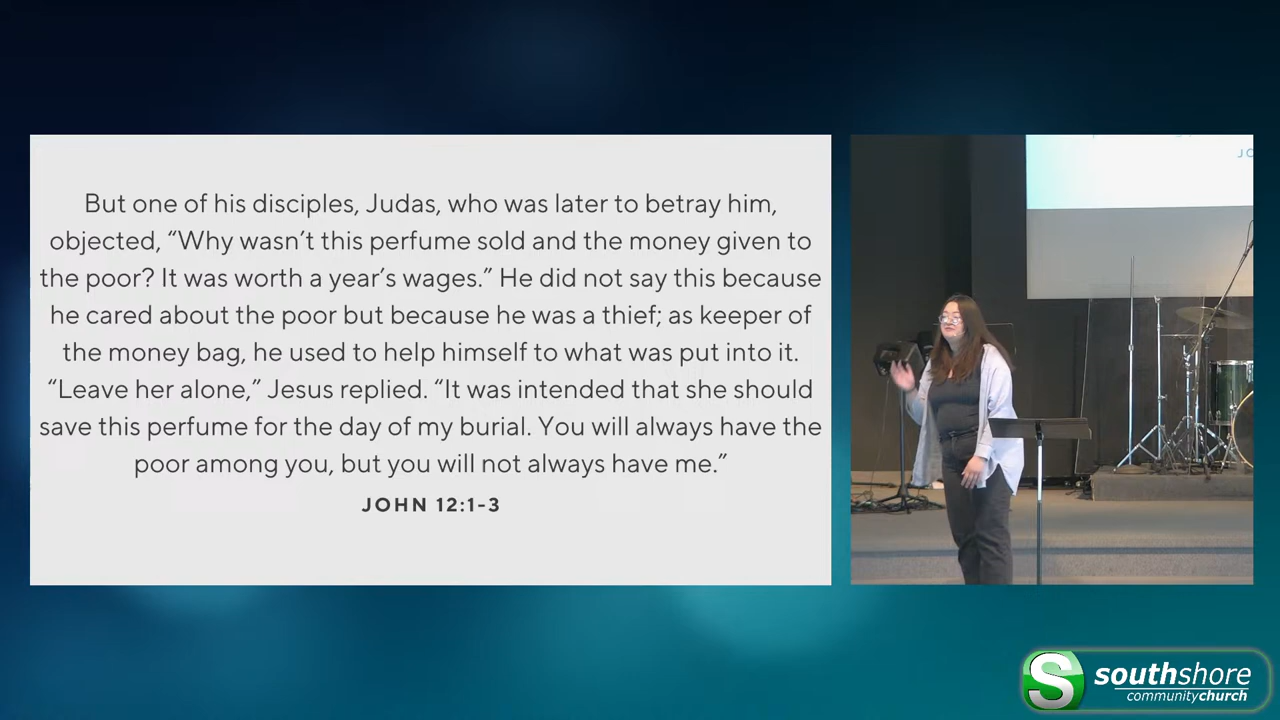 But one of his disciples, Judas, who was later to betray him,
objected, “Why wasn’t this perfume sold and the money given to
the poor? It was worth a year’s wages.” He did not say this because
he cared about the poor but because he was a thief; as keeper of
the money bag, he used to help himself to what was put into it.
“Leave her alone,” Jesus replied. “It was intended that she should
save this perfume for the day of my burial. You will always have the
poor among you, but you will not always have me.”
JOHN 12:1-3
JO
S southshore
communitychurch